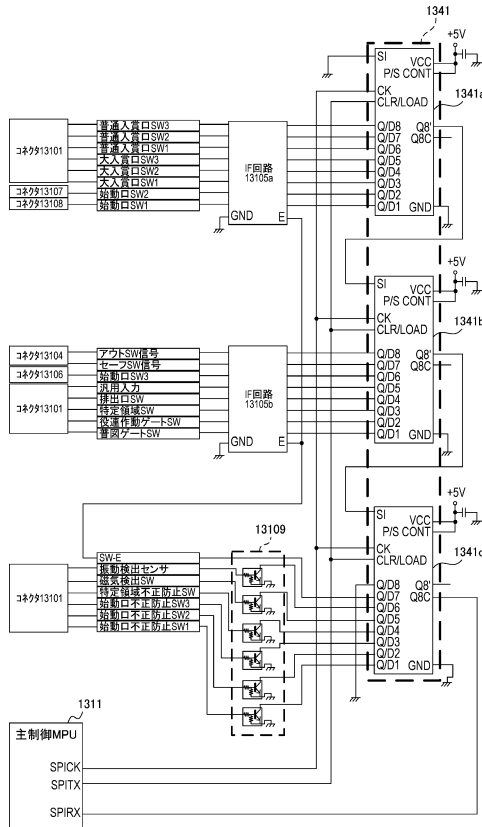 1341
+5V
SI
VCC
P/S CONT
1341a
CK
CLR/LOAD
コネクタ13101
普通入賞口SW3
普通入賞口SW2
普通入賞口SW1
大入賞口SW3
大入賞口SW2
大入賞口SW1
コネクタ13107
始動口SW2
コネクタ13108
始動口SW1
IF回路
13105a
GND
E
Q/D8
Q8'
Q/D7
Q8C
Q/D6
Q/D5
Q/D4
Q/D3
Q/D2
Q/D1
GND
+5V
SI
VCC
P/S CONT
1341b
CK
CLR/LOAD
コネクタ13104
アウトSW信号
コネクタ13106
セーフSW信号
始動口SW3
コネクタ13101
汎用入力
排出口SW
特定領域SW
役連作動ゲートSW
普図ゲートSW
IF回路
13105b
GND
E
Q/D8
Q8'
Q/D7
Q8C
Q/D6
Q/D5
Q/D4
Q/D3
Q/D2
Q/D1
GND
+5V
SI
VCC
P/S CONT
1341c
CK
CLR/LOAD
13109
コネクタ13101
SW-E
振動検出センサ
磁気検出SW
特定領域不正防止SW
始動口不正防止SW3
始動口不正防止SW2
始動口不正防止SW1
Q/D8
Q8'
Q/D7
Q8C
Q/D6
Q/D5
Q/D4
Q/D3
Q/D2
Q/D1
GND
1311
主制御MPU
SPICK
SPITX
SPIRX